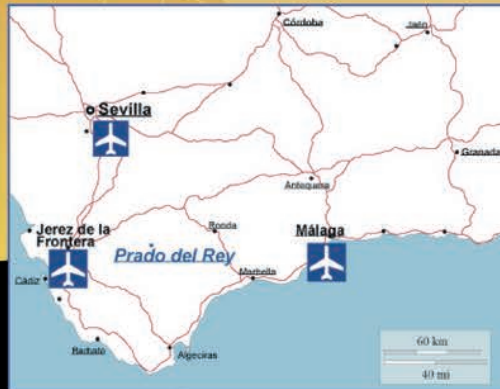 Córdoba
Jaén
Sevilla
Granada
Antequera
Jerez de la
Frontera
Ronda
Málaga
Prado del Rey
Cádiz
Marbella
Barbate
Algeciras
60 km
40 mi